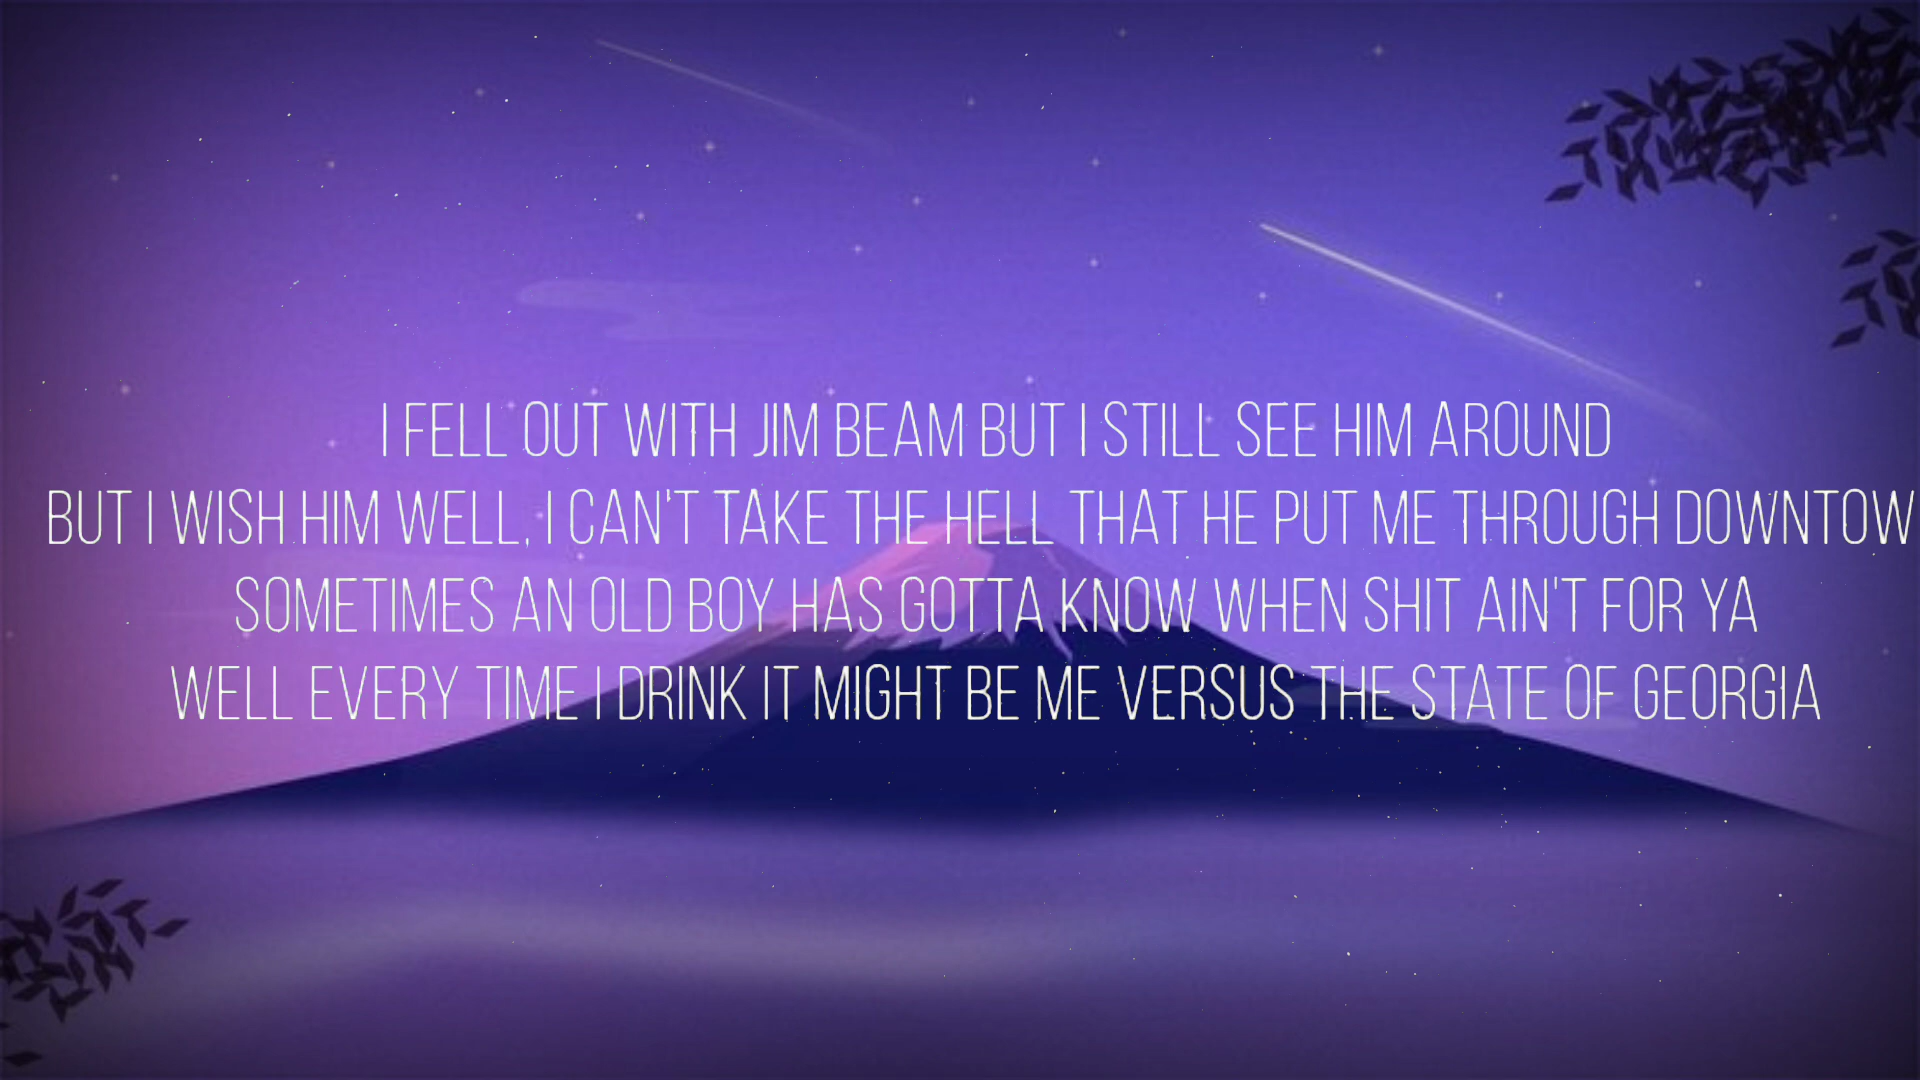 I FELL OUT WITH JIM BEAM BUT I STILL SEE HIM AROUND
BUT I WISH HIM WELL, I CAN'T TAKE THE HELL THAT HE PUT ME THROUGH DOWNTOW
SOMETIMES AN OLD BOY HAS GOTTA KNOW WHEN SHIT AIN'T FOR YA
WELL EVERY TIME I DRINK IT MIGHT BE ME VERSUS THE STATE OF GEORGIA